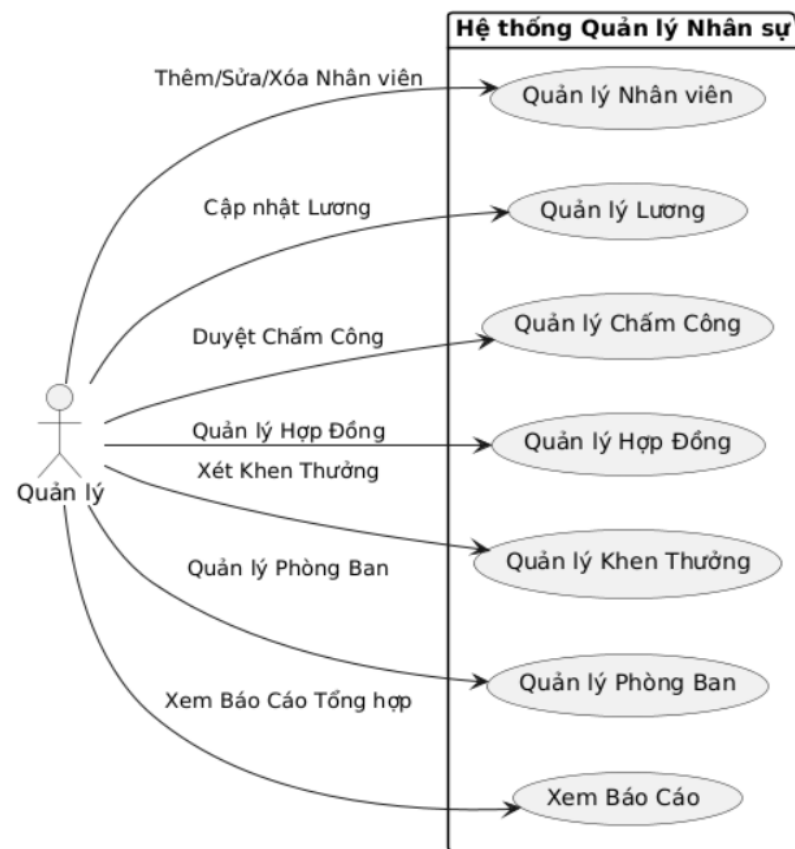 Hệ thống Quản lý Nhân sự
Thêm/Sửa/Xóa Nhân viên
Quản lý Nhân viên
Cập nhật Lương
Quản lý Lương
Duyệt Chấm Công
Quản lý Chấm Công
Quản lý Hợp Đồng
Quản lý Hợp Đồng
Xét Khen Thưởng
Quản lý
Quản lý Khen Thưởng
Quản lý Phòng Ban
Quản lý Phòng Ban
Xem Báo Cáo Tổng hợp
Xem Báo Cáo